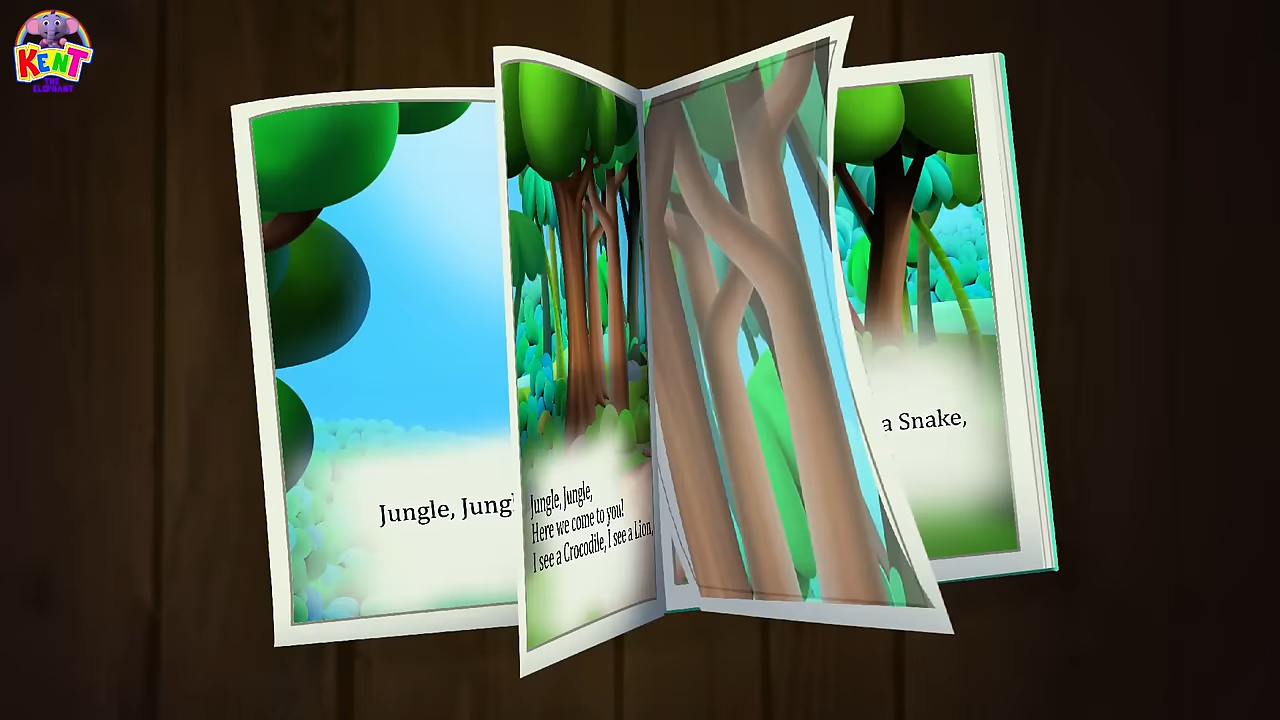 KENT
THE
ELEPHANT
Jungle, Jung
Jungle, Jungle,
Here we come to you!
I see a Crocodile, I see a Lion,
a Snake,